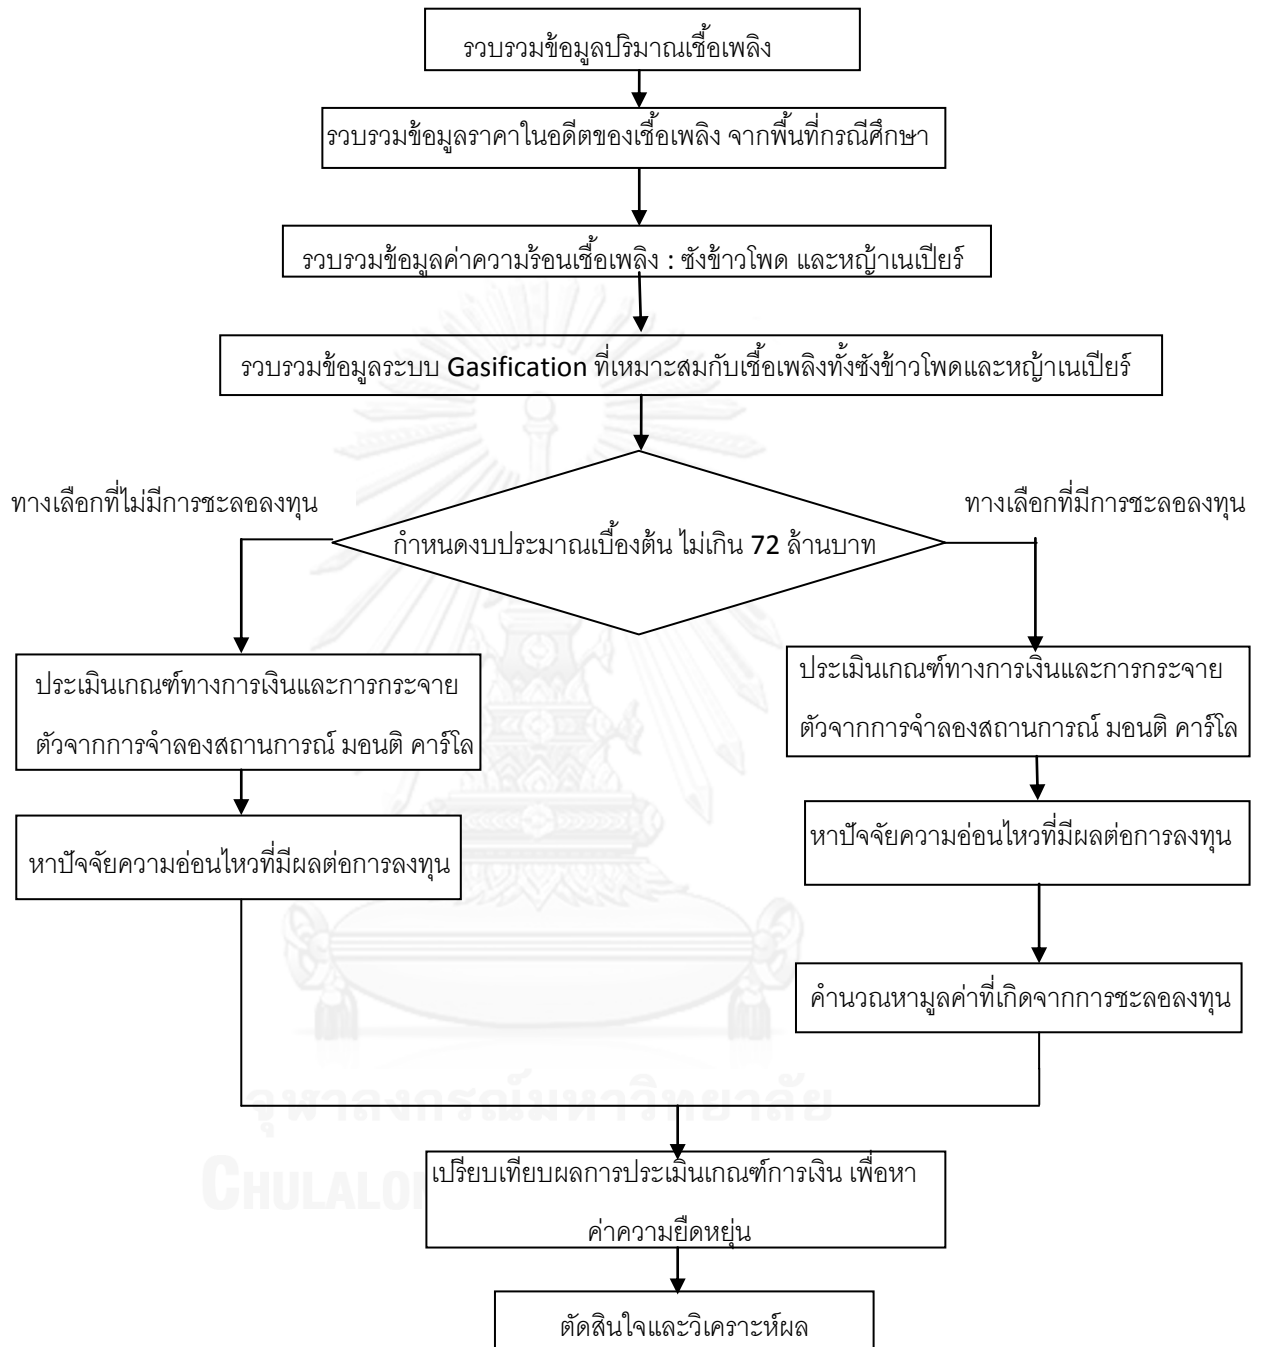 รวบรวมข้อมูลปริมาณเชื้อเพลิง
รวบรวมข้อมูลราคาในอดีตของเชื้อเพลิง จากพื้นที่กรณีศึกษา
รวบรวมข้อมูลค่าความร้อนเชื้อเพลิง : ซังข้าวโพด และหญ้าเนเปียร์
รวบรวมข้อมูลระบบ Gasification ที่เหมาะสมกับเชื้อเพลิงทั้งซังข้าวโพดและหญ้าเนเปียร์
ทางเลือกที่ไม่มีการชะลอลงทุน
ทางเลือกที่มีการชะลอลงทุน
กำหนดงบประมาณเบื้องต้น ไม่เกิน 72 ล้านบาท
ประเมินเกณฑ์ทางการเงินและการกระจาย
ตัวจากการจำลองสถานการณ์ มอนติ คาร์โล
ประเมินเกณฑ์ทางการเงินและการกระจาย
ตัวจากการจำลองสถานการณ์ มอนติ คาร์โล
หาปัจจัยความอ่อนไหวที่มีผลต่อการลงทุน
หาปัจจัยความอ่อนไหวที่มีผลต่อการลงทุน
คำนวณหามูลค่าที่เกิดจากการชะลอลงทุน
จุฬาลงกรณ์มหาวิทยาลัย
CHULALO
เปรียบเทียบผลการประเมินเกณฑ์การเงิน เพื่อหา
ค่าความยืดหยุ่น
ตัดสินใจและวิเคราะห์ผล